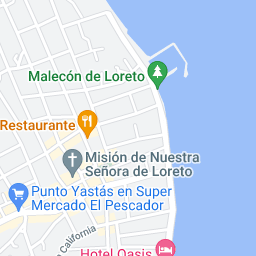 Malecón de Loreto
Restaurante
Misión de Nuestra
Señora de Loreto
Punto Yastás en Super
Mercado El Pescador
California
Hotel Oasis